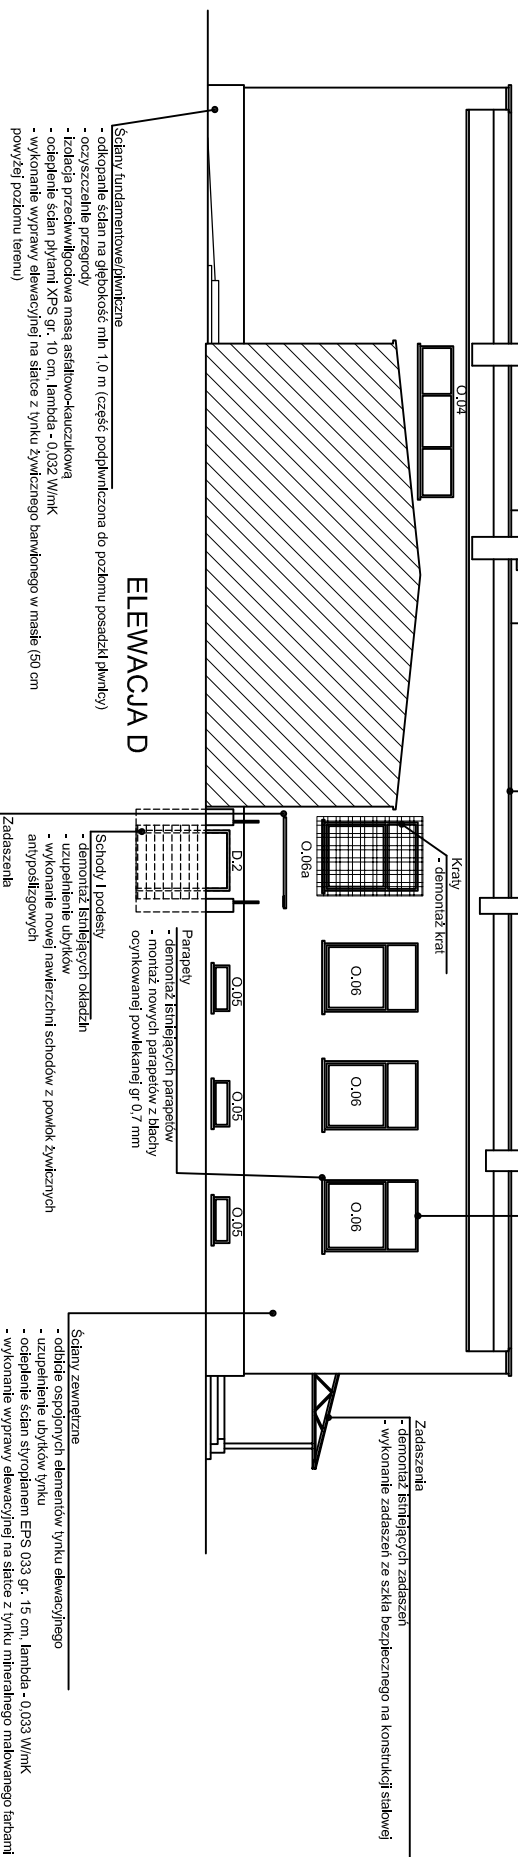 Ściany fundamentowe/piwniczne
- odkopanie ścian na głębokość min 1,0 m (część podpiwniczona do poziomu posadzki piwnicy)
- oczyszczenie przegrody
- izolacja przeciwwilgociowa masą asfaltowo-kauczukową
- ocieplenie ścian płytami XPS gr. 10 cm, lambda - 0,032 W/mK
- wykonanie wyprawy elewacyjnej na siatce z tynku żywicznego barwionego w masie (50 cm
powyżej poziomu terenu)
ELEWACJA D
O.04
Kraty
- demontaż krat
O.06a
O.06
O.06
O.06
D.2
O.05
O.05
O.05
Parapety
- demontaż istniejących parapetów
- montaż nowych parapetów z blachy
ocynkowanej powlekanej gr 0,7 mm
Schody i podesty
- demontaż istniejących okładzin
- uzupełnienie ubytków
- wykonanie nowej nawierzchni schodów z powłok żywicznych
antypoślizgowych
Zadaszenia
Zadaszenia
- demontaż istniejących zadaszeń
- wykonanie zadaszeń ze szkła bezpiecznego na konstrukcji stalowej
Ściany zewnętrzne
- odbicie ospojonych elementów tynku elewacyjnego
- uzupełnienie ubytków tynku
- ocieplenie ścian styropianem EPS 033 gr. 15 cm, lambda - 0,033 W/mK
- wykonanie wyprawy elewacyjnej na siatce z tynku mineralnego malowanego farbami